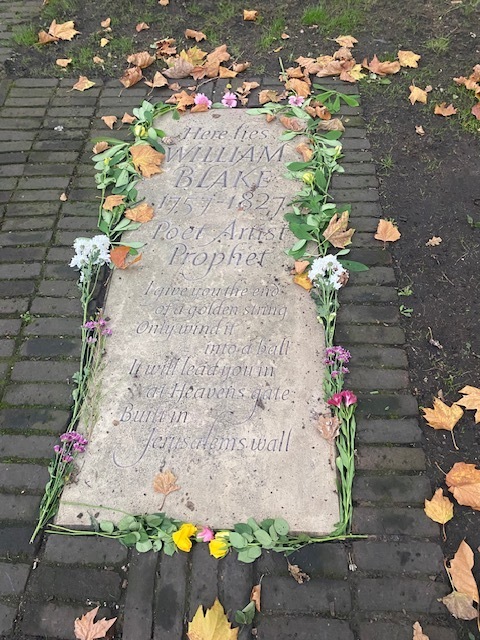 Here lies
WILLIAM
BLAKE
1757-1827
Poet Artist
Prophet
I give you the end
of a golden string
Only wind it
into a ball
It will lead you in
at Heavens gate
Built in
Jerusalems wall